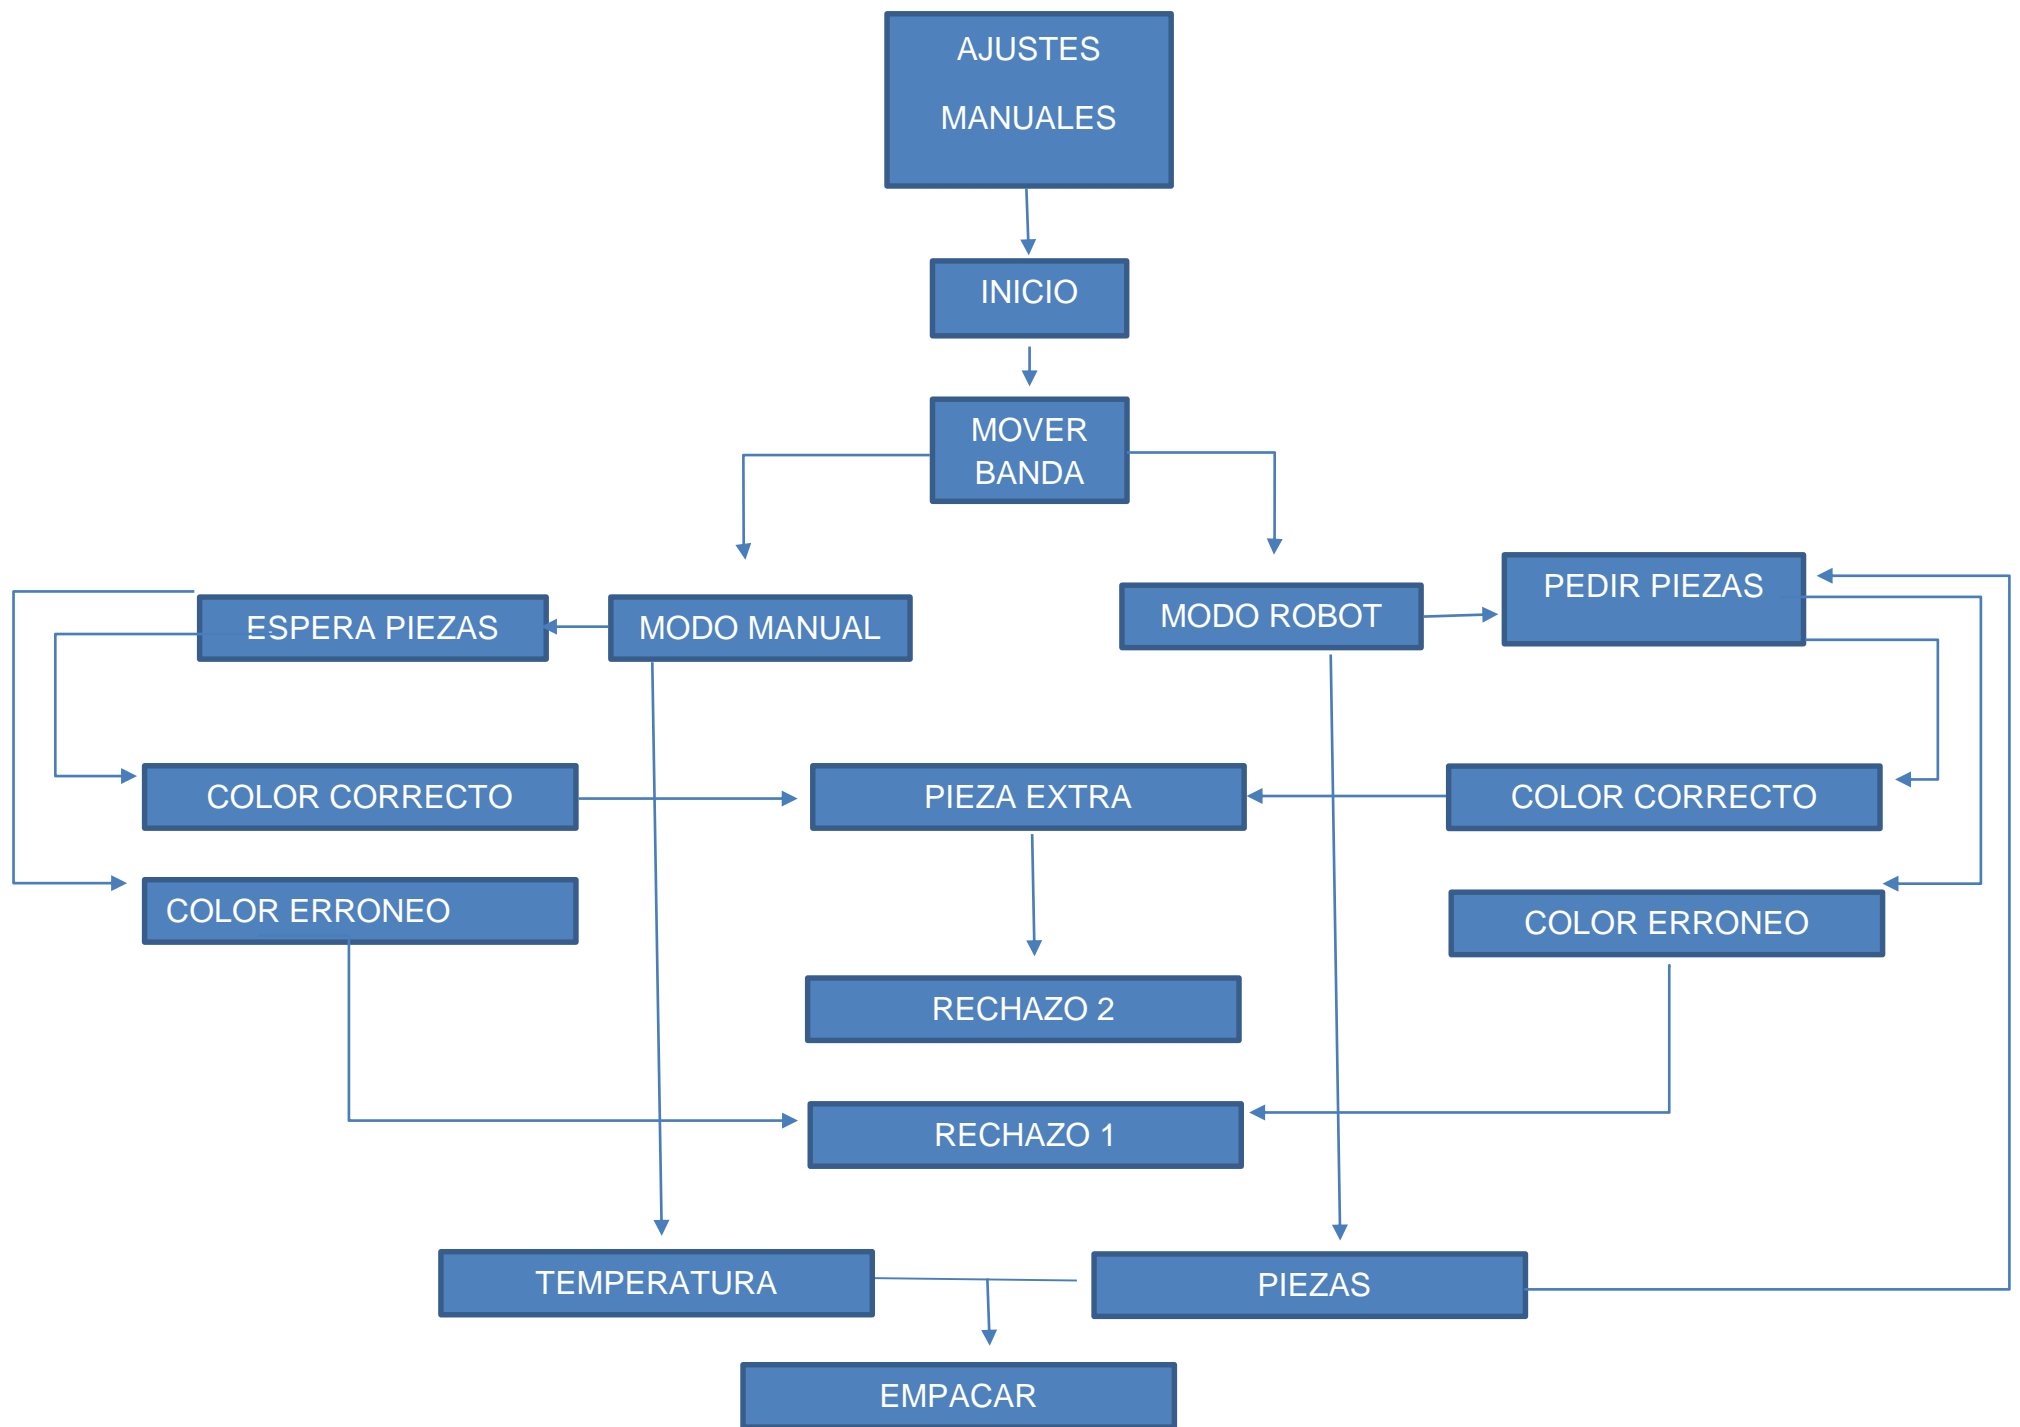 AJUSTES
MANUALES
INICIO
MOVER
BANDA
ESPERA PIEZAS
MODO MANUAL
MODO ROBOT
PEDIR PIEZAS
COLOR CORRECTO
PIEZA EXTRA
COLOR CORRECTO
COLOR ERRONEO
COLOR ERRONEO
RECHAZO 2
RECHAZO 1
TEMPERATURA
PIEZAS
EMPACAR